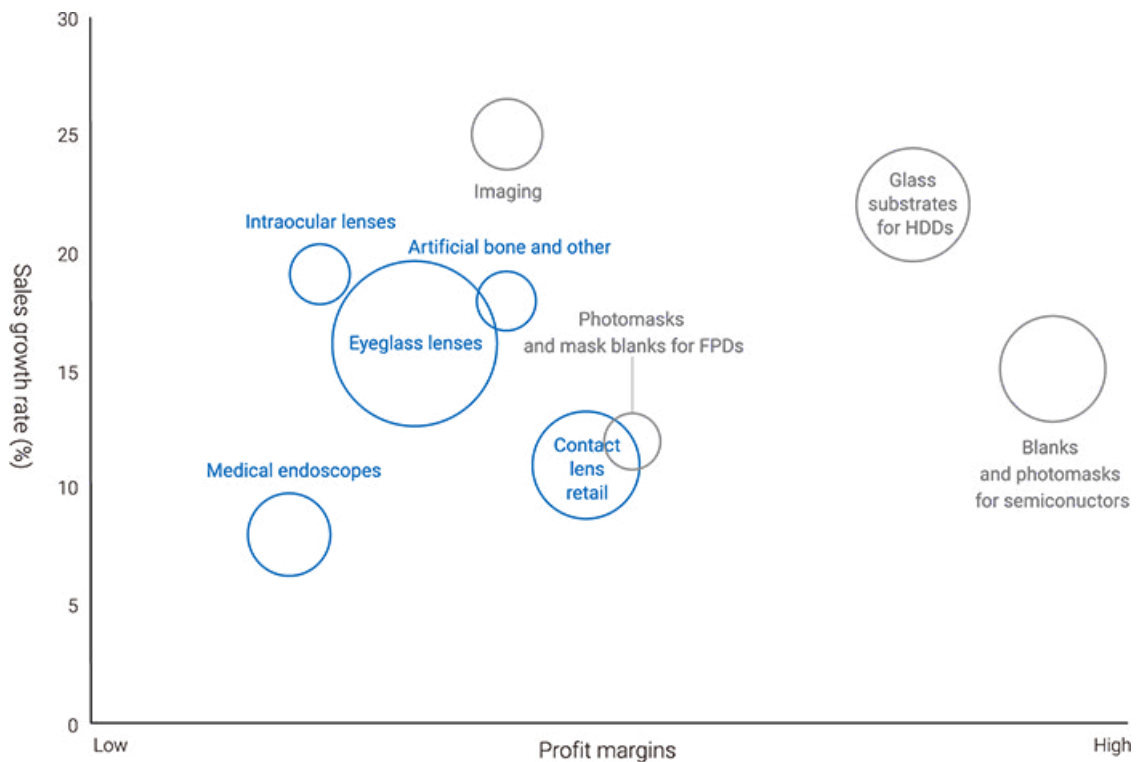 30
25
Imaging
Glass
substrates
for HDDs
Intraocular lenses
20
Artificial bone and other
Photomasks
and mask blanks for FPDs
Eyeglass lenses
15
Sales growth rate (%)
Contact
lens
retail
Blanks
and photomasks
for semiconuctors
Medical endoscopes
10
5
0
Low
Profit margins
High